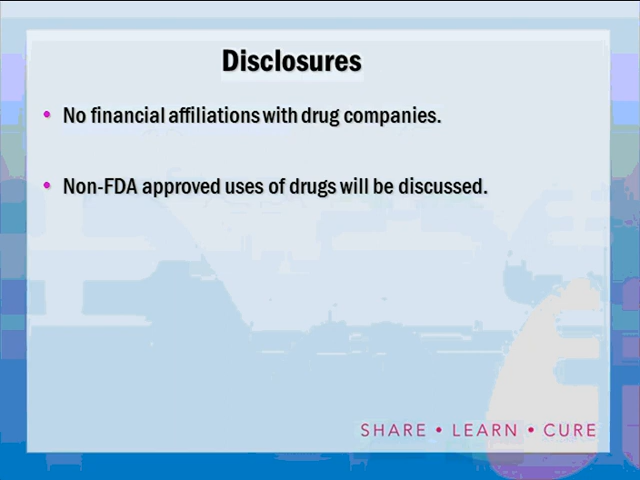 Disclosures
• No financial affiliations with drug companies.
• Non-FDA approved uses of drugs will be discussed.
SHARE • LEARN • CURE